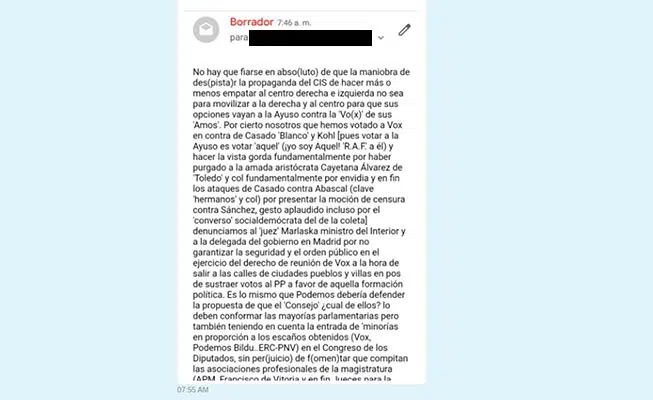 Borrador 7:46 a. m.
para
No hay que fiarse en abso(luto) de que la maniobra de
des(pista)r la propaganda del CIS de hacer más o
menos empatar al centro derecha e izquierda no sea
para movilizar a la derecha y al centro para que sus
opciones vayan a la Ayuso contra la 'Vo(x)' de sus
'Amos'. Por cierto nosotros que hemos votado a Vox
en contra de Casado 'Blanco' y Kohl [pues votar a la
Ayuso es votar 'aquel' (¡yo soy Aquel! 'R.A.F.' a él) y
hacer la vista gorda fundamentalmente por haber
purgado a la amada aristócrata Cayetana Álvarez de
'Toledo' y col fundamentalmente por envidia y en fin
los ataques de Casado contra Abascal (clave
'hermanos' y col) por presentar la moción de censura
contra Sánchez, gesto aplaudido incluso por el
'converso' socialdemócrata del de la coleta]
denunciamos al 'juez' Marlaska ministro del Interior y
a la delegada del gobierno en Madrid por no
garantizar la seguridad y el orden público en el
ejercicio del derecho de reunión de Vox a la hora de
salir a las calles de ciudades pueblos y villas en pos
de sustraer votos al PP a favor de aquella formación
política. Es lo mismo que Podemos debería defender
la propuesta de que el 'Consejo' ¿cual de ellos? lo
deben conformar las mayorías parlamentarias pero
también teniendo en cuenta la entrada de 'minorías
en proporción a los escaños obtenidos (Vox,
Podemos Bildu..ERC-PNV) en el Congreso de los
Diputados, sin per(juicio) de f(omen)tar que compitan
las asociaciones profesionales de la magistratura
(APM, Francisco de Vitoria y en fin Jueces para la
07:55 AM